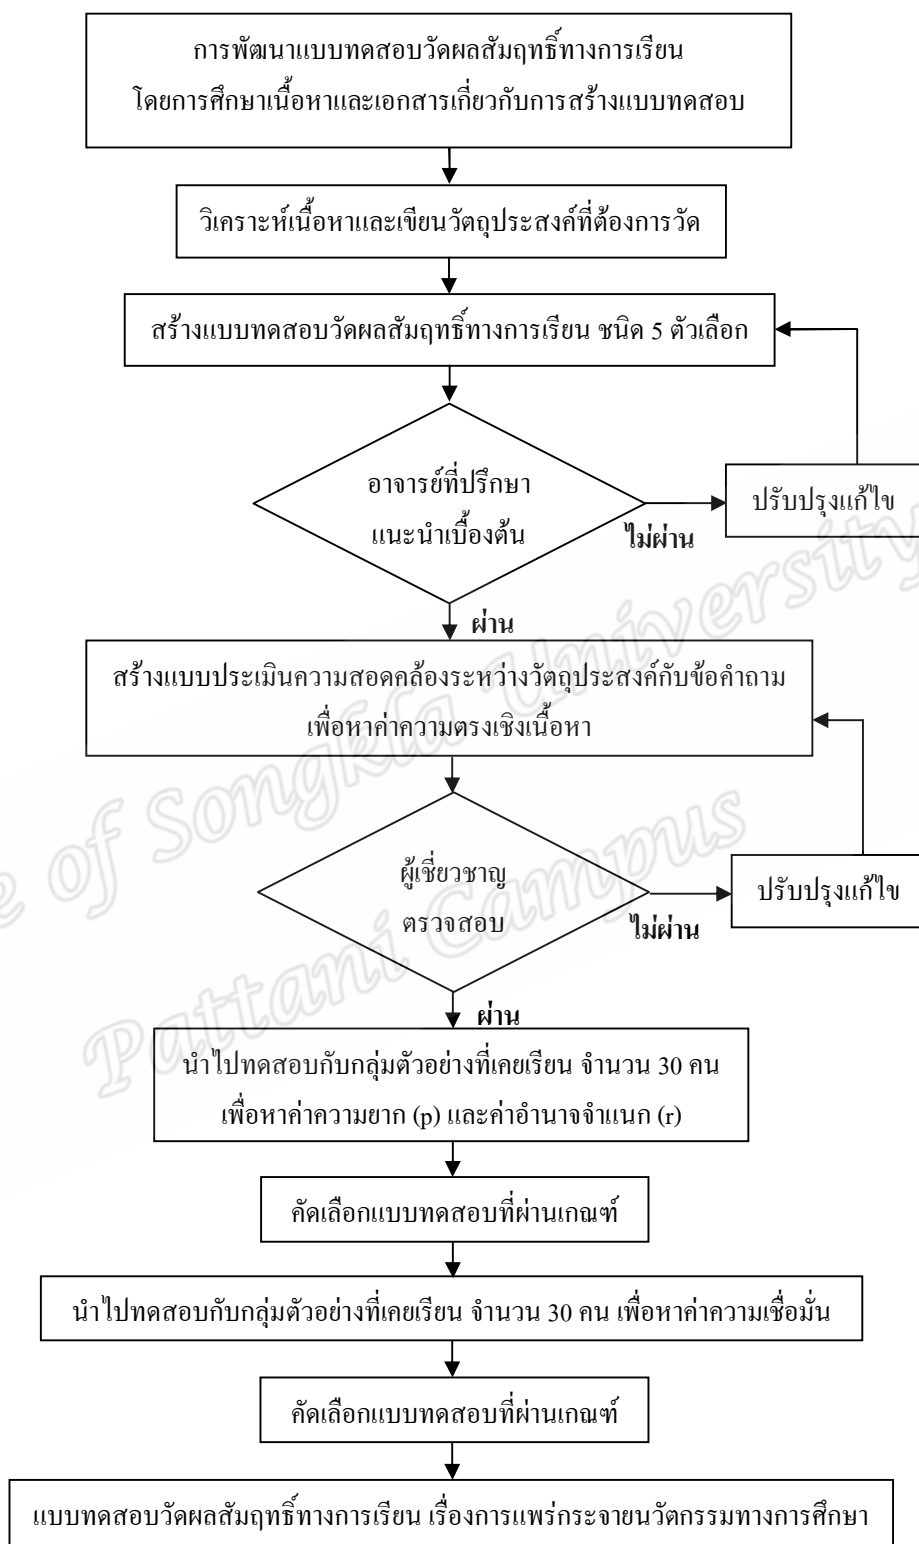 การพัฒนาแบบทดสอบวัดผลสัมฤทธิ์ทางการเรียน
โดยการศึกษาเนื้อหาและเอกสารเกี่ยวกับการสร้างแบบทดสอบ
วิเคราะห์เนื้อหาและเขียนวัตถุประสงค์ที่ต้องการวัด
สร้างแบบทดสอบวัดผลสัมฤทธิ์ทางการเรียน ชนิด 5 ตัวเลือก
อาจารย์ที่ปรึกษา
แนะนำเบื้องต้น
ไม่ผ่าน
ปรับปรุงแก้ไข
ผ่าน
สร้างแบบประเมินความสอดคล้องระหว่างวัตถุประสงค์กับข้อคำถาม
เพื่อหาค่าความตรงเชิงเนื้อหา
ผู้เชี่ยวชาญ
ตรวจสอบ
ไม่ผ่าน
ปรับปรุงแก้ไข
ผ่าน
นำไปทดสอบกับกลุ่มตัวอย่างที่เคยเรียน จำนวน 30 คน
เพื่อหาค่าความยาก (p) และค่าอำนาจจำแนก (r)
คัดเลือกแบบทดสอบที่ผ่านเกณฑ์
นำไปทดสอบกับกลุ่มตัวอย่างที่เคยเรียน จำนวน 30 คน เพื่อหาค่าความเชื่อมั่น
คัดเลือกแบบทดสอบที่ผ่านเกณฑ์
แบบทดสอบวัดผลสัมฤทธิ์ทางการเรียน เรื่องการแพร่กระจายนวัตกรรมทางการศึกษา
e of Songkla University
Pattani Campus